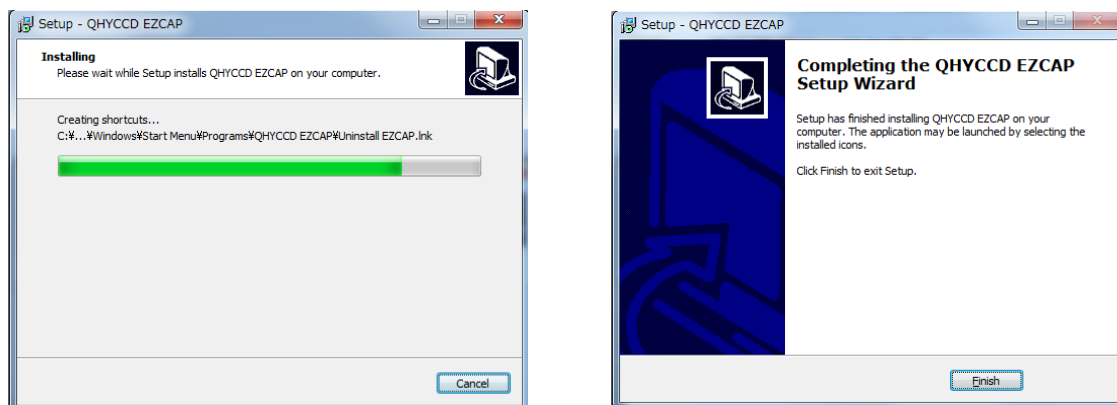 Setup - QHYCCD EZCAP
Installing
Please wait while Setup installs QHYCCD EZCAP on your computer.
Creating shortcuts...
C:¥...¥Windows¥Start Menu¥Programs¥QHYCCD EZCAP¥Uninstall EZCAP.lnk
Cancel
Setup - QHYCCD EZCAP
Completing the QHYCCD EZCAP
Setup Wizard
Setup has finished installing QHYCCD EZCAP on your
computer. The application may be launched by selecting the
installed icons.
Click Finish to exit Setup.
Finish